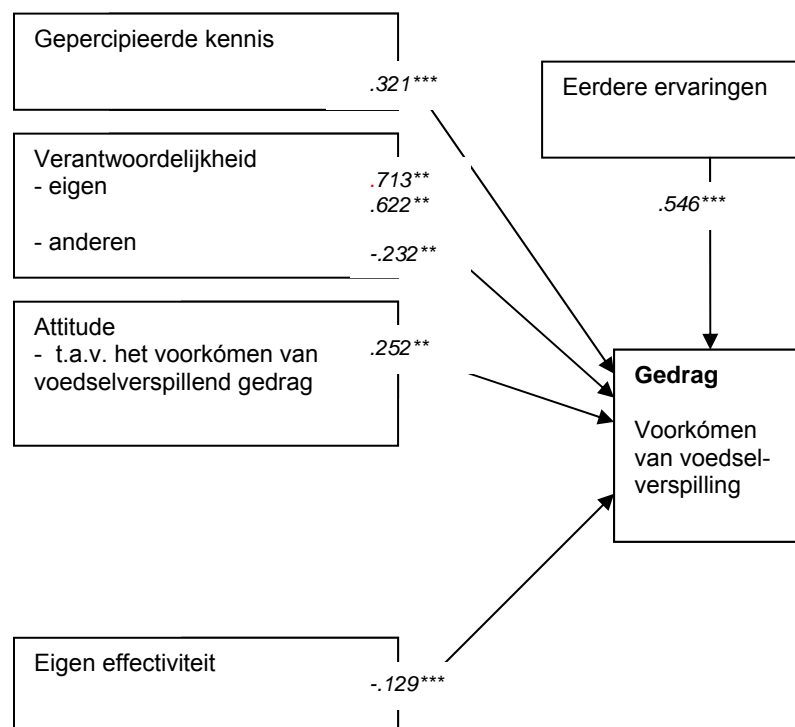 Gepercipieerde kennis
.321***
Eerdere ervaringen
.546***
Verantwoordelijkheid
- eigen
.713**
.622**
- anderen
-.232**
Attitude
- t.a.v. het voorkómen van
voedselverspillend gedrag
.252**
Gedrag
Voorkómen
van voedsel-
verspilling
Eigen effectiviteit
-.129***